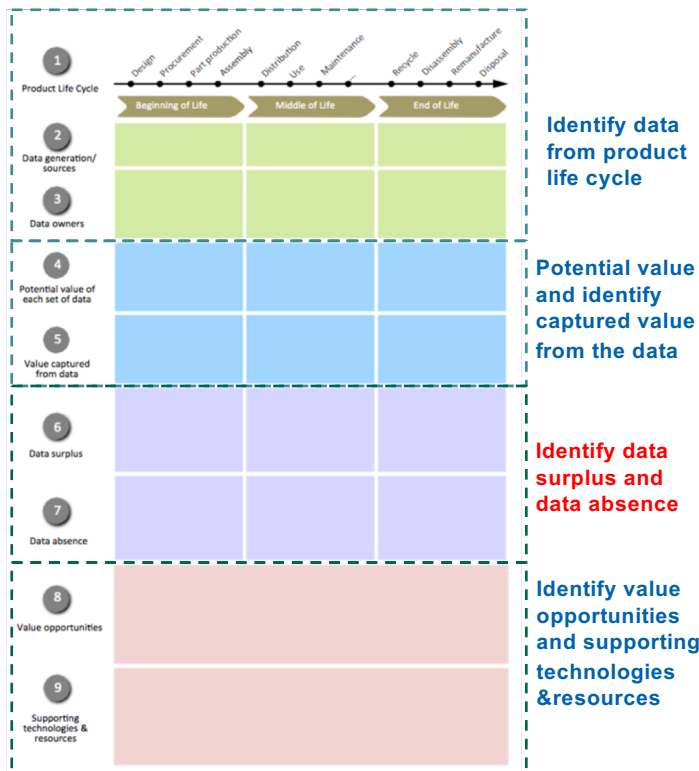 1
Product Life Cycle
Design
Procurement
Part production
Assembly
Distribution
Use
Maintenance
...
Recycle
Disassembly
Remanufacture
Disposal
Beginning of Life
Middle of Life
End of Life
2
Data generation/
sources
3
Data owners
Identify data
from product
life cycle
4
Potential value of
each set of data
5
Value captured
from data
Potential value
and identify
captured value
from the data
6
Data surplus
7
Data absence
Identify data
surplus and
data absence
8
Value opportunities
9
Supporting
technologies &
resources
Identify value
opportunities
and supporting
technologies
&resources